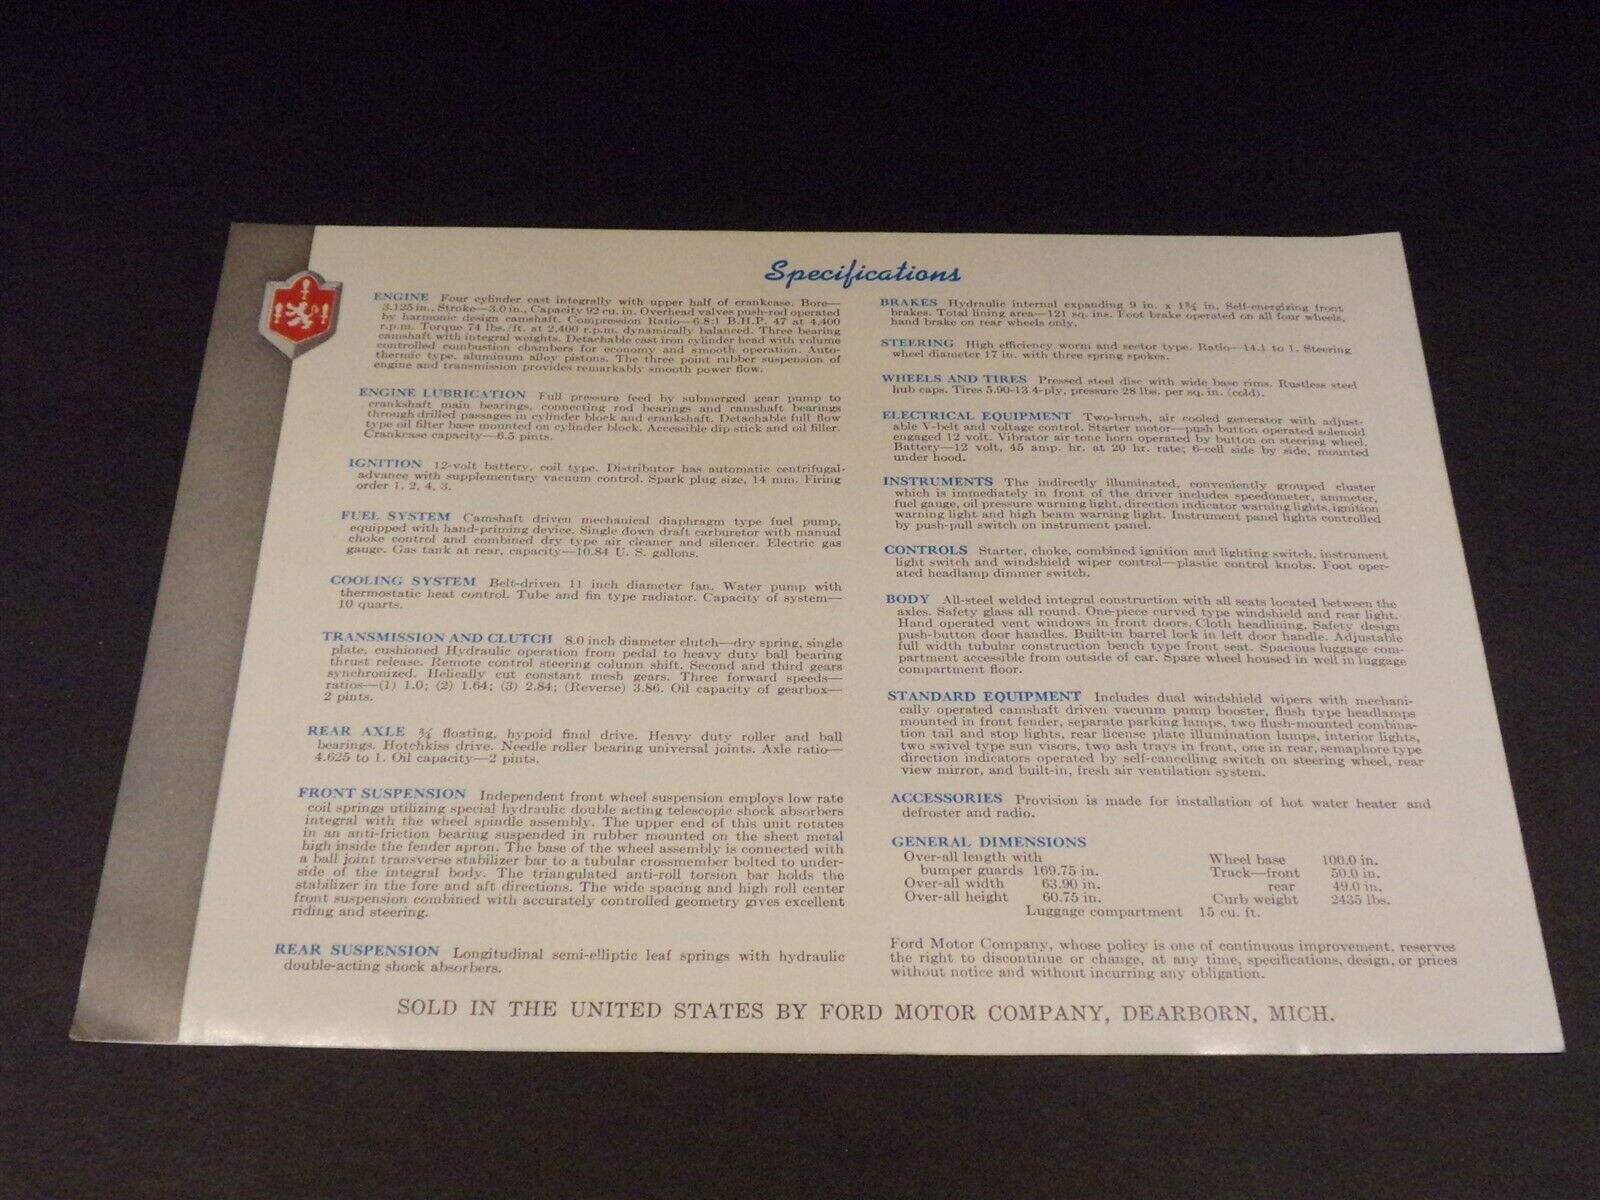 Specifications
ENGINE Four cylinder cast integrally with upper half of crankcase. Bore—
3.125 in., Stroke—3.0 in., Capacity 92 cu. in. Overhead valves push-rod operated
by harmonic design camshaft. Compression Ratio—6.8:1 B.H.P. 47 at 4,400
r.p.m. Torque 74 lbs./ft. at 2,400 r.p.m. dynamically balanced. Three bearing
camshaft with integral weights. Detachable cast iron cylinder head with volume
controlled combustion chambers for economy and smooth operation. Auto-
thermic type, aluminum alloy pistons. The three point rubber suspension of
engine and transmission provides remarkably smooth power flow.
ENGINE LUBRICATION Full pressure feed by submerged gear pump to
crankshaft main bearings, connecting rod bearings and camshaft bearings
through drilled passages in cylinder block and crankshaft. Detachable full flow
type oil filter base mounted on cylinder block. Accessible dip stick and oil filler.
Crankcase capacity—6.5 pints.
IGNITION 12-volt battery, coil type. Distributor has automatic centrifugal-
advance with supplementary vacuum control. Spark plug size, 14 mm. Firing
order 1, 2, 4, 3.
FUEL SYSTEM Camshaft driven mechanical diaphragm type fuel pump,
equipped with hand-priming device. Single down draft carburetor with manual
choke control and combined dry type air cleaner and silencer. Electric gas
gauge. Gas tank at rear, capacity—10.84 U. S. gallons.
COOLING SYSTEM Belt-driven 11 inch diameter fan. Water pump with
thermostatic heat control. Tube and fin type radiator. Capacity of system—
10 quarts.
TRANSMISSION AND CLUTCH 8.0 inch diameter clutch—dry spring, single
plate, cushioned Hydraulic operation from pedal to heavy duty ball bearing
thrust release. Remote control steering column shift. Second and third gears
synchronized. Helically cut constant mesh gears. Three forward speeds—
ratios—(1) 1.0; (2) 1.64; (3) 2.84; (Reverse) 3.86. Oil capacity of gearbox—
2 pints.
REAR AXLE ¾ floating, hypoid final drive. Heavy duty roller and ball
bearings. Hotchkiss drive. Needle roller bearing universal joints. Axle ratio—
4.625 to 1. Oil capacity—2 pints.
FRONT SUSPENSION Independent front wheel suspension employs low rate
coil springs utilizing special hydraulic double acting telescopic shock absorbers
integral with the wheel spindle assembly. The upper end of this unit rotates
in an anti-friction bearing suspended in rubber mounted on the sheet metal
high inside the fender apron. The base of the wheel assembly is connected with
a ball joint transverse stabilizer bar to a tubular crossmember bolted to under-
side of the integral body. The triangulated anti-roll torsion bar holds the
stabilizer in the fore and aft directions. The wide spacing and high roll center
front suspension combined with accurately controlled geometry gives excellent
riding and steering.
REAR SUSPENSION Longitudinal semi-elliptic leaf springs with hydraulic
double-acting shock absorbers.
BRAKES Hydraulic internal expanding 9 in. x 1¾ in. Self-energizing front
brakes. Total lining area—121 sq. ins. Foot brake operated on all four wheels,
hand brake on rear wheels only.
STEERING High efficiency worm and sector type. Ratio—14.1 to 1. Steering
wheel diameter 17 in. with three spring spokes.
WHEELS AND TIRES Pressed steel disc with wide base rims. Rustless steel
hub caps. Tires 5.90-13 4-ply, pressure 28 lbs. per sq. in. (cold).
ELECTRICAL EQUIPMENT Two-brush, air cooled generator with adjust-
able V-belt and voltage control. Starter motor—push button operated solenoid
engaged 12 volt. Vibrator air tone horn operated by button on steering wheel.
Battery—12 volt, 45 amp. hr. at 20 hr. rate; 6-cell side by side, mounted
under hood.
INSTRUMENTS The indirectly illuminated, conveniently grouped cluster
which is immediately in front of the driver includes speedometer, ammeter,
fuel gauge, oil pressure warning light, direction indicator warning lights, ignition
warning light and high beam warning light. Instrument panel lights controlled
by push-pull switch on instrument panel.
CONTROLS Starter, choke, combined ignition and lighting switch, instrument
light switch and windshield wiper control—plastic control knobs. Foot oper-
ated headlamp dimmer switch.
BODY All-steel welded integral construction with all seats located between the
axles. Safety glass all round. One-piece curved type windshield and rear light.
Hand operated vent windows in front doors. Cloth headlining. Safety design
push-button door handles. Built-in barrel lock in left door handle. Adjustable
full width tubular construction bench type front seat. Spacious luggage com-
partment accessible from outside of car. Spare wheel housed in well in luggage
compartment floor.
STANDARD EQUIPMENT Includes dual windshield wipers with mechani-
cally operated camshaft driven vacuum pump booster, flush type headlamps
mounted in front fender, separate parking lamps, two flush-mounted combina-
tion tail and stop lights, rear license plate illumination lamps, interior lights,
two swivel type sun visors, two ash trays in front, one in rear, semaphore type
direction indicators operated by self-cancelling switch on steering wheel, rear
view mirror, and built-in, fresh air ventilation system.
ACCESSORIES Provision is made for installation of hot water heater and
defroster and radio.
GENERAL DIMENSIONS
Over-all length with
bumper guards 169.75 in.
Over-all width 63.90 in.
Over-all height 60.75 in.
Wheel base 100.0 in.
Track—front 50.0 in.
rear 49.0 in.
Curb weight 2435 lbs.
Luggage compartment 15 cu. ft.
Ford Motor Company, whose policy is one of continuous improvement, reserves
the right to discontinue or change, at any time, specifications, design, or prices
without notice and without incurring any obligation.
SOLD IN THE UNITED STATES BY FORD MOTOR COMPANY, DEARBORN, MICH.